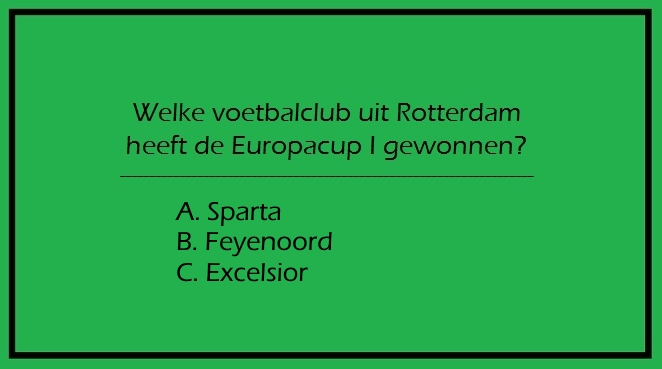 Welke voetbalclub uit Rotterdam
heeft de Europacup I gewonnen?
A. Sparta
B. Feyenoord
C. Excelsior